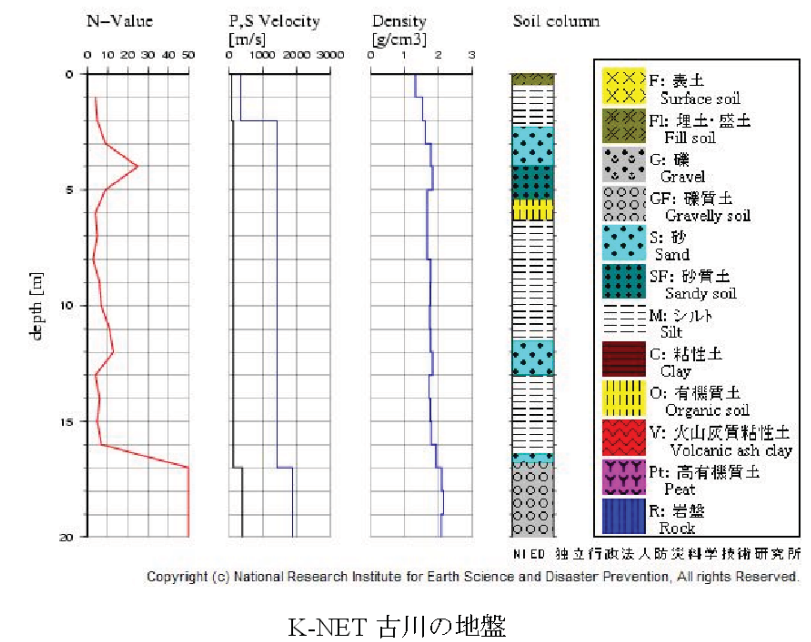 N-Value
P,S Velocity
[m/s]
Density
[g/cm3]
Soil column
0 10 20 30 40 50
0 1000 2000 3000
0 1 2 3
depth [m]
0
5
10
15
20
F: 表土
Surface soil
Fl: 埋土・盛土
Fill soil
G: 礫
Gravel
GF: 礫質土
Gravelly soil
S: 砂
Sand
SF: 砂質土
Sandy soil
M: シルト
Silt
C: 粘性土
Clay
O: 有機質土
Organic soil
V: 火山灰質粘性土
Volcanic ash clay
Pt: 高有機質土
Peat
R: 岩盤
Rock
NIED 独立行政法人防災科学技術研究所
Copyright (c) National Research Institute for Earth Science and Disaster Prevention, All rights Reserved.
K-NET 古川の地盤